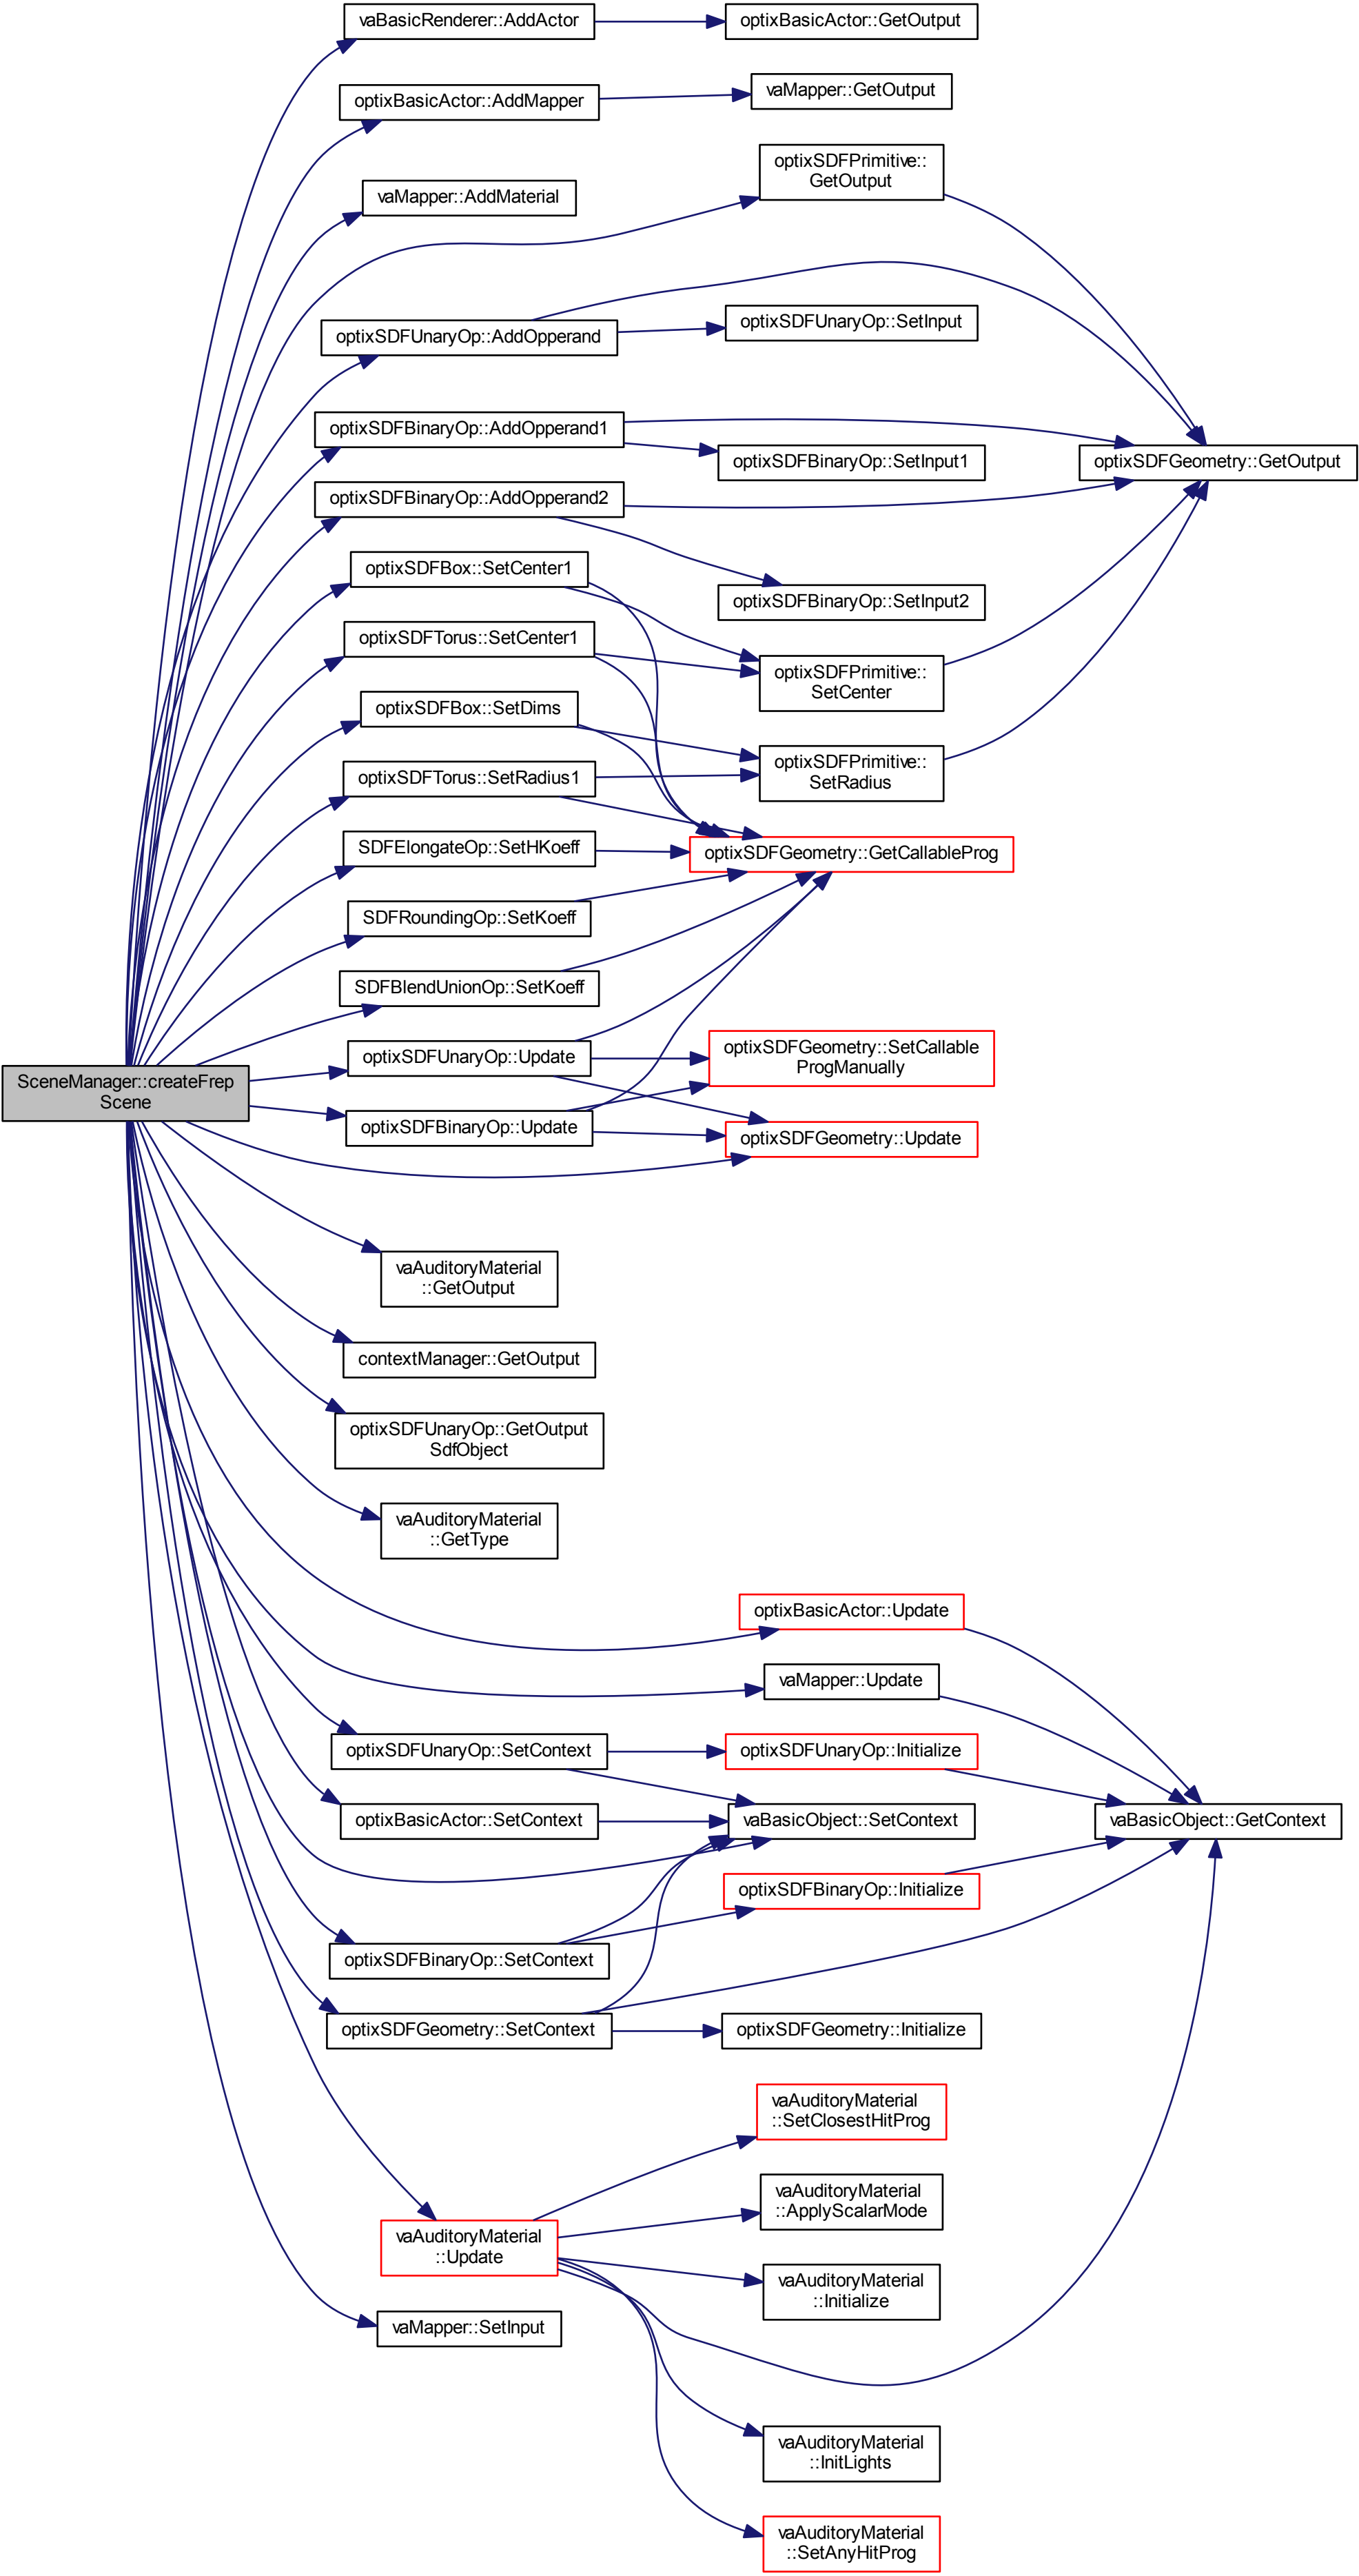 vaBasicRenderer::AddActor
optixBasicActor::GetOutput
optixBasicActor::AddMapper
vaMapper::GetOutput
vaMapper::AddMaterial
optixSDFPrimitive::
GetOutput
optixSDFUnaryOp::AddOpperand
optixSDFUnaryOp::SetInput
optixSDFBinaryOp::AddOpperand1
optixSDFBinaryOp::SetInput1
optixSDFGeometry::GetOutput
optixSDFBinaryOp::AddOpperand2
optixSDFBox::SetCenter1
optixSDFBinaryOp::SetInput2
optixSDFTorus::SetCenter1
optixSDFPrimitive::
SetCenter
optixSDFBox::SetDims
optixSDFTorus::SetRadius1
optixSDFPrimitive::
SetRadius
SDFElongateOp::SetHKoeff
optixSDFGeometry::GetCallableProg
SDFRoundingOp::SetKoeff
SDFBlendUnionOp::SetKoeff
optixSDFUnaryOp::Update
optixSDFGeometry::SetCallable
ProgManually
SceneManager::createFrep
Scene
optixSDFBinaryOp::Update
optixSDFGeometry::Update
vaAuditoryMaterial
::GetOutput
contextManager::GetOutput
optixSDFUnaryOp::GetOutput
SdfObject
vaAuditoryMaterial
::GetType
optixBasicActor::Update
vaMapper::Update
optixSDFUnaryOp::SetContext
optixSDFUnaryOp::Initialize
optixBasicActor::SetContext
vaBasicObject::SetContext
vaBasicObject::GetContext
optixSDFBinaryOp::Initialize
optixSDFBinaryOp::SetContext
optixSDFGeometry::SetContext
optixSDFGeometry::Initialize
vaAuditoryMaterial
::SetClosestHitProg
vaAuditoryMaterial
::ApplyScalarMode
vaAuditoryMaterial
::Update
vaAuditoryMaterial
::Initialize
vaMapper::SetInput
vaAuditoryMaterial
::InitLights
vaAuditoryMaterial
::SetAnyHitProg